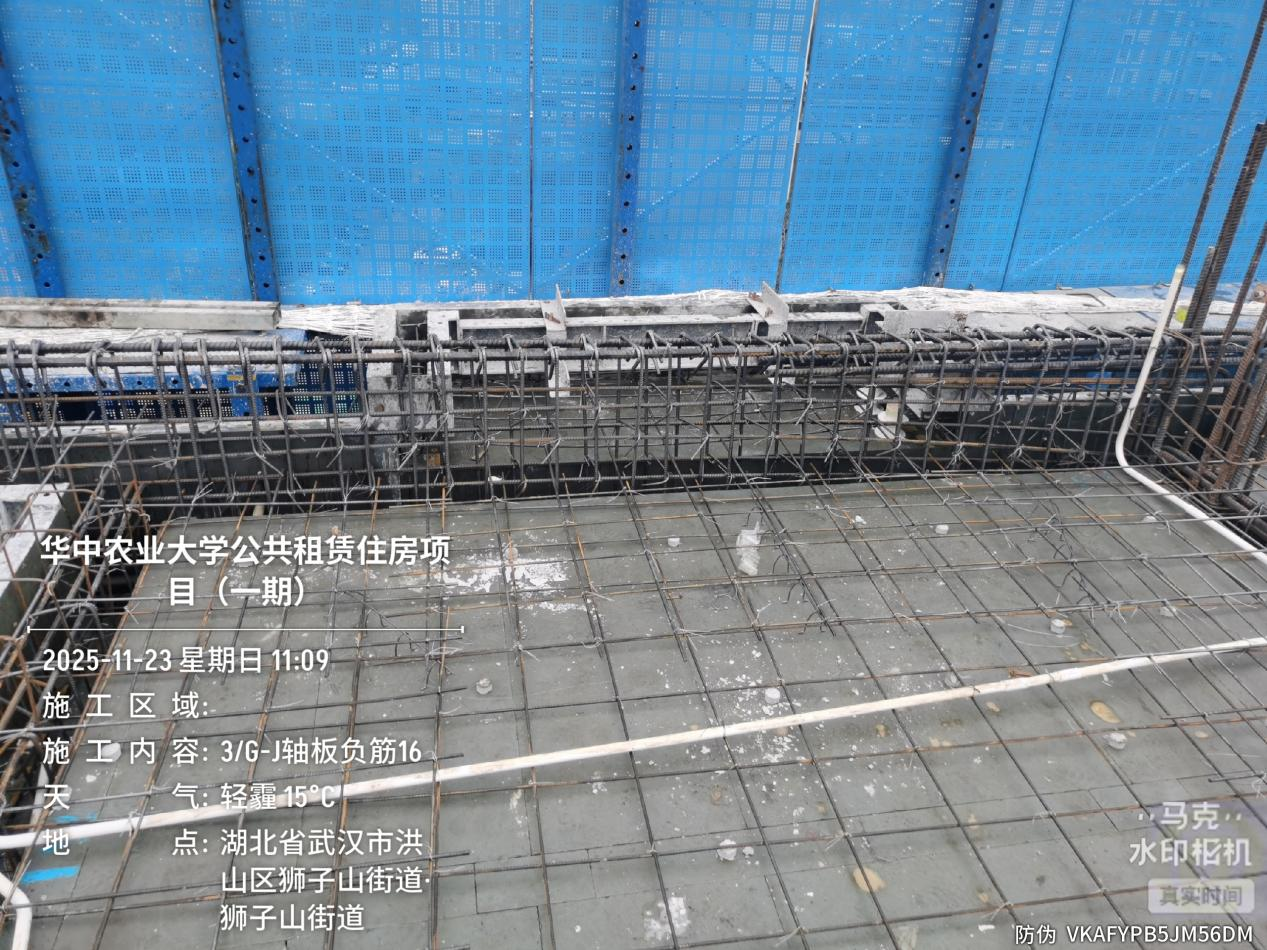 华中农业大学公共租赁住房项
目（一期）
2025-11-23 星期日 11:09
施工区域:
施工内容: 3/G-J轴板负筋16
天气: 轻霾 15°C
地点: 湖北省武汉市洪
山区狮子山街道·
狮子山街道
马克
水印相机
真实时间
防伪 VKAFYPB5JM56DM